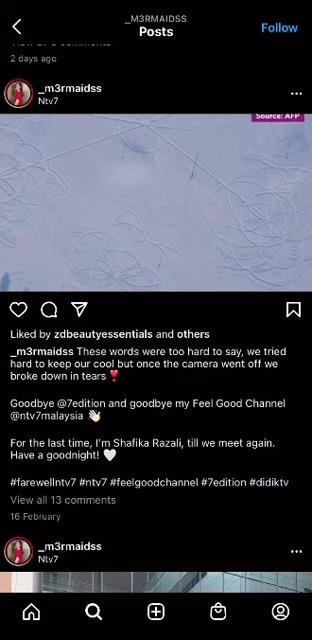 _M3RMAIDSS
Posts
Follow
2 days ago
_m3rmaidss
Ntv7
Source: AFP
Liked by zdbeautyessentials and others
_m3rmaidss These words were too hard to say, we tried
hard to keep our cool but once the camera went off we
broke down in tears ❣️
Goodbye @7edition and goodbye my Feel Good Channel
@ntv7malaysia 👋🏻
For the last time, I'm Shafika Razali, till we meet again.
Have a goodnight! 🤍
#farewellntv7 #ntv7 #feelgoodchannel #7edition #didiktv
View all 13 comments
16 February
_m3rmaidss
Ntv7